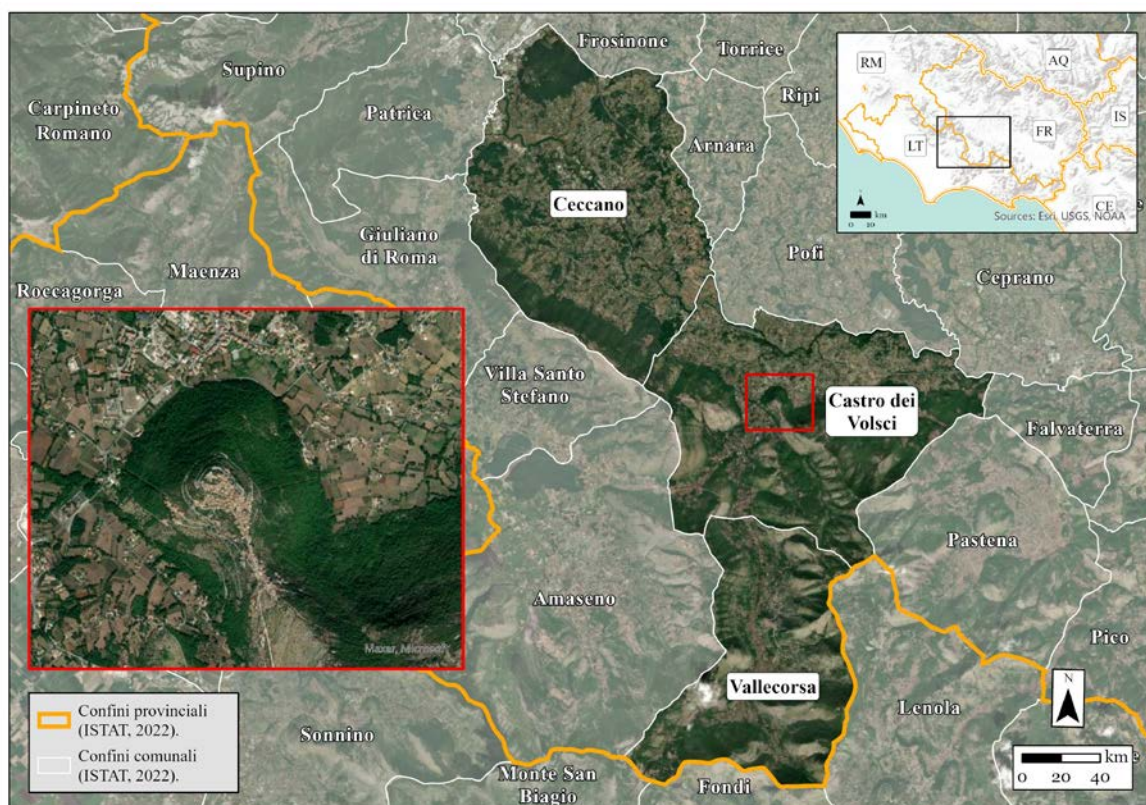 Frosinone
Torrice
Supino
Carpineto
Romano
Patrica
Ripi
Arnara
Ceccano
Giuliano
di Roma
Pofi
Ceprano
Maenza
Roccagorga
RM
AQ
IS
FR
LT
CE
km
0 20
Sources: Esri, USGS, NOAA
Villa Santo
Stefano
Castro dei
Volsci
Falvaterra
Pastena
Amaseno
Pico
Maxar, Microsoft
Vallecorsa
Lenola
Sonnino
Monte San
Biagio
Fondi
Confini provinciali
(ISTAT, 2022).
Confini comunali
(ISTAT, 2022).
N
km
0 20 40